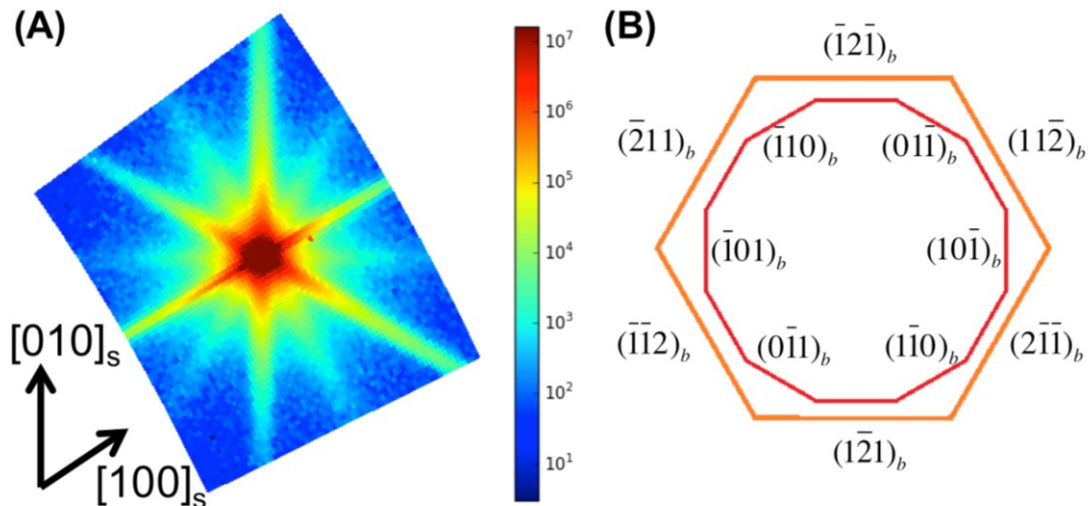 (A)
10⁷
10⁶
10⁵
10⁴
10³
10²
10¹
[010]ₛ
[100]ₛ
(B)
(1̄21̄)b
(2̄11)b
(112̄)b
(1̄10)b
(011̄)b
(1̄01)b
(101̄)b
(1̄1̄2)b
(01̄1)b
(11̄0)b
(21̄1̄)b
(12̄1)b